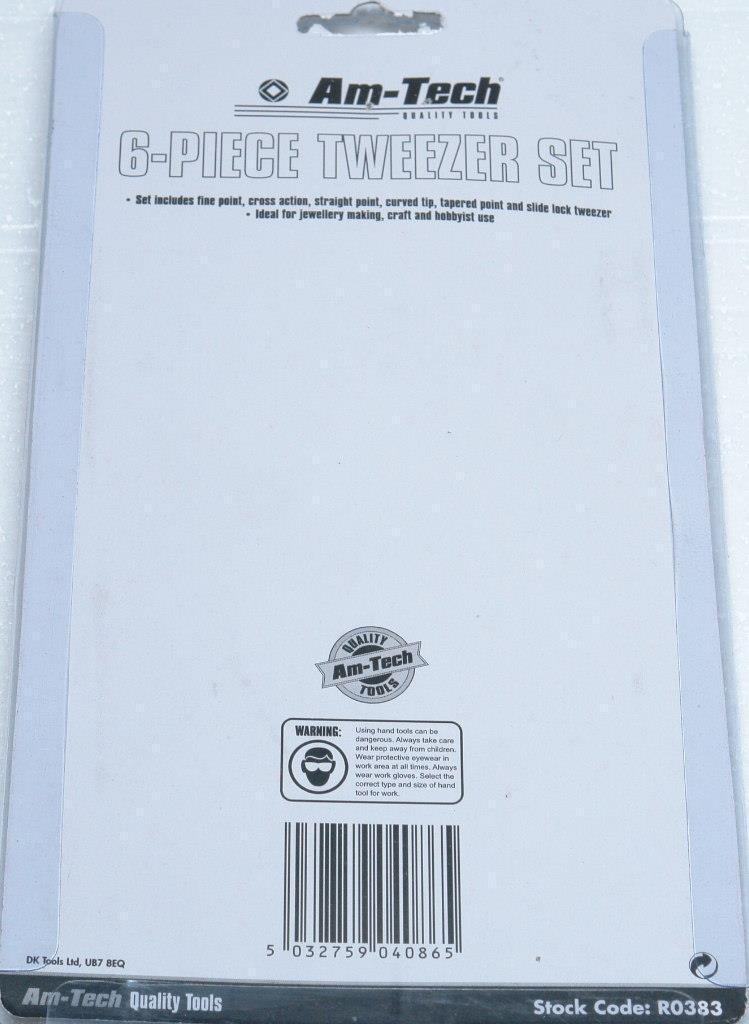 Am-Tech
QUALITY TOOLS
6-PIECE TWEEZER SET
• Set includes fine point, cross action, straight point, curved tip, tapered point and slide lock tweezer
• Ideal for jewellery making, craft and hobbyist use
QUALITY
Am-Tech
TOOLS
WARNING:
Using hand tools can be
dangerous. Always take care
and keep away from children.
Wear protective eyewear in
work area at all times. Always
wear work gloves. Select the
correct type and size of hand
tool for work.
5 032759 040865
DK Tools Ltd, UB7 8EQ
Am-Tech Quality Tools
Stock Code: R0383